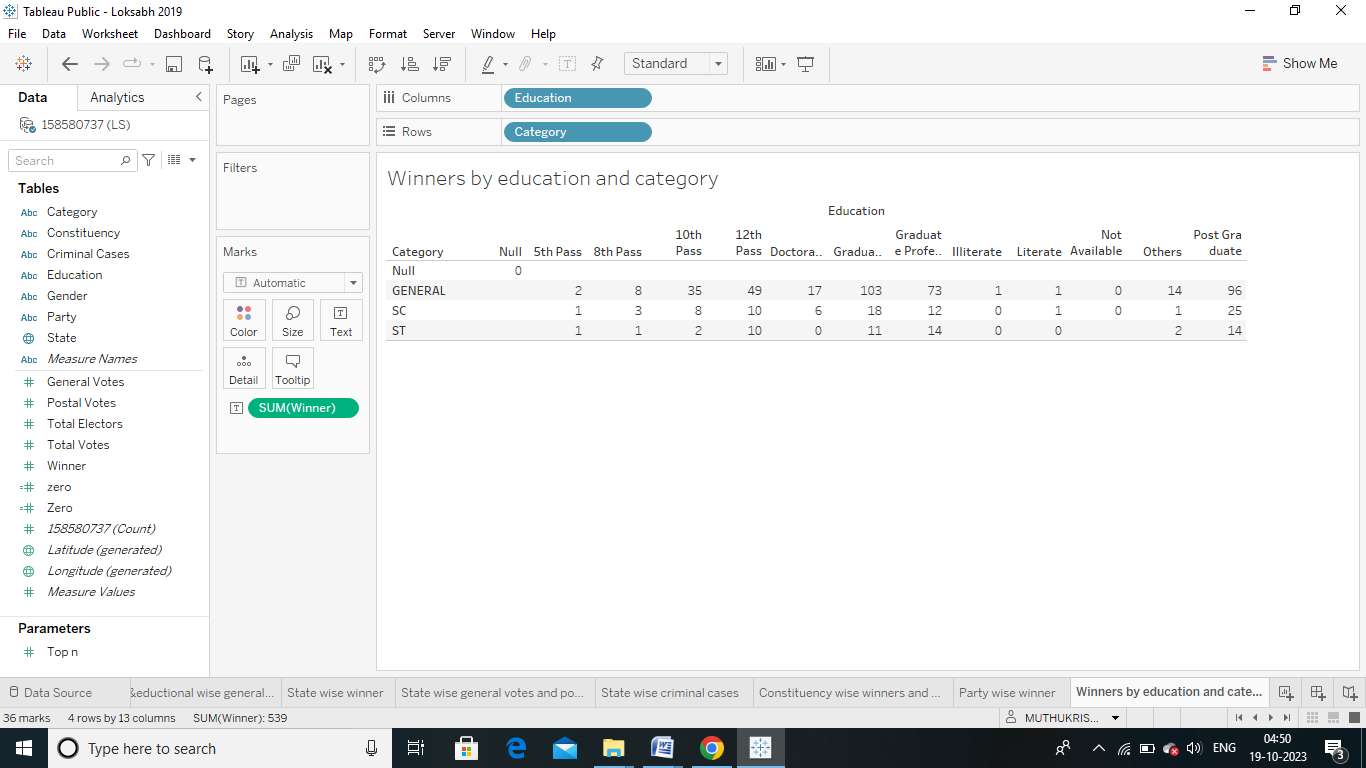 Tableau Public - Loksabh 2019
File Data Worksheet Dashboard Story Analysis Map Format Server Window Help
Standard
Show Me
Data Analytics
158580737 (LS)
Search
Tables
Abc Category
Abc Constituency
Abc Criminal Cases
Abc Education
Abc Gender
Abc Party
State
Abc Measure Names
# General Votes
# Postal Votes
# Total Electors
# Total Votes
# Winner
=# zero
=# Zero
# 158580737 (Count)
Latitude (generated)
Longitude (generated)
# Measure Values
Parameters
# Top n
Pages
Filters
Marks
T Automatic
Color Size Text
Detail Tooltip
T SUM(Winner)
Columns Education
Rows Category
Winners by education and category
Education
Category Null 5th Pass 8th Pass 10th Pass 12th Pass Doctora.. Gradua.. Graduat e Profe.. Illiterate Literate Not Available Others Post Gra duate
Null 0
GENERAL 2 8 35 49 17 103 73 1 1 0 14 96
SC 1 3 8 10 6 18 12 0 1 0 1 25
ST 1 1 2 10 0 11 14 0 0 2 14
Data Source &eductional wise general... State wise winner State wise general votes and po... State wise criminal cases Constituency wise winners and ... Party wise winner Winners by education and cate...
36 marks 4 rows by 13 columns SUM(Winner): 539 MUTHUKRIS...
Type here to search
ENG
04:50
19-10-2023
3